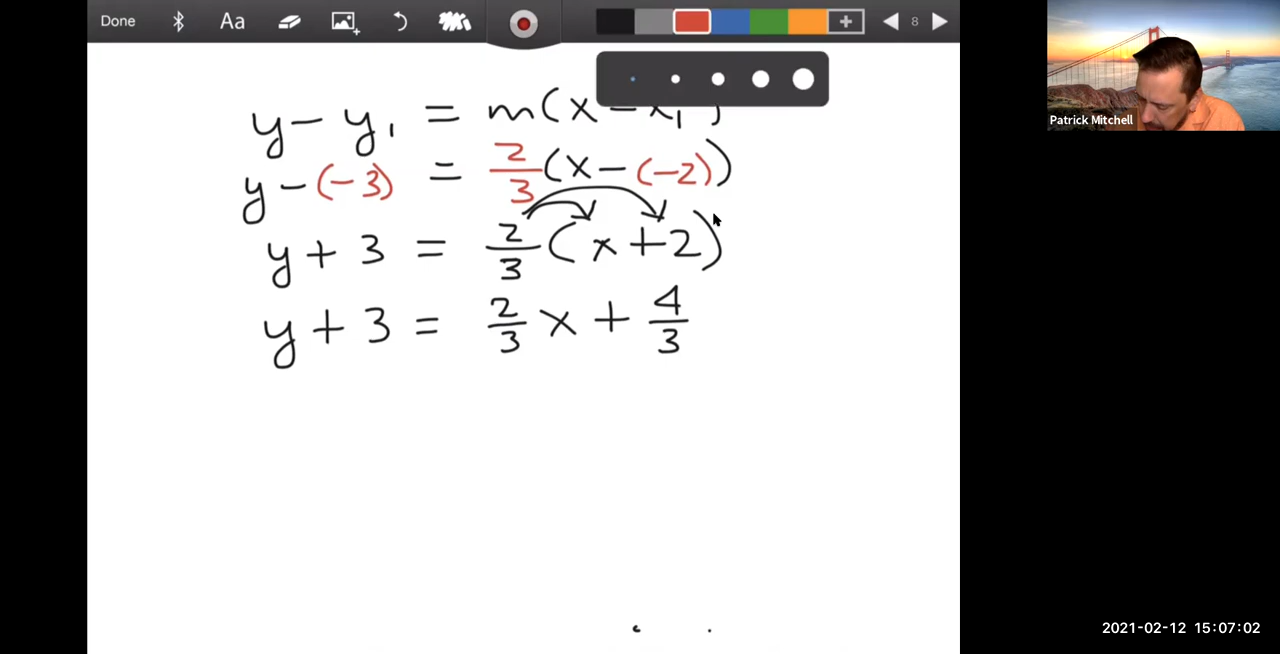 Done Aa 8
y - y₁ = m(x - x₁)
y - (-3) = 2/3 (x - (-2))
y + 3 = 2/3 (x + 2)
y + 3 = 2/3 x + 4/3
Patrick Mitchell
2021-02-12 15:07:02